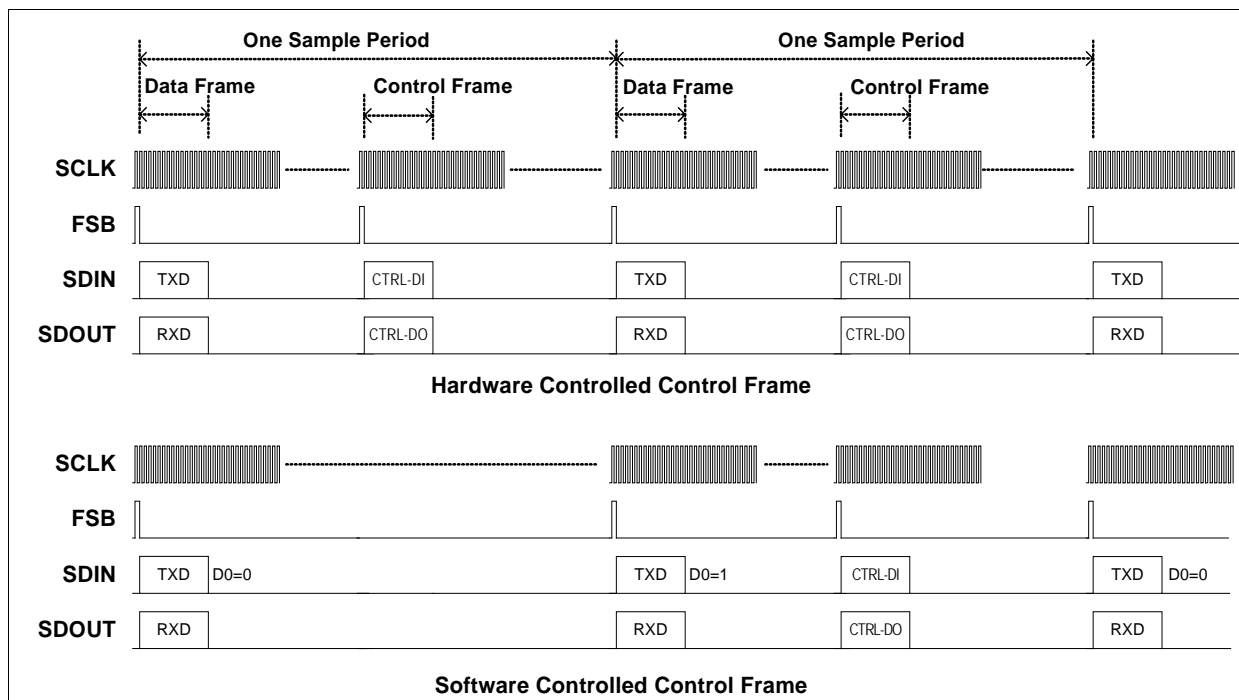 One Sample Period One Sample Period
Data Frame Control Frame Data Frame Control Frame
SCLK
FSB
SDIN TXD CTRL-DI TXD CTRL-DI TXD
SDOUT RXD CTRL-DO RXD CTRL-DO RXD
Hardware Controlled Control Frame
SCLK
FSB
SDIN TXD D0=0 TXD D0=1 CTRL-DI TXD D0=0
SDOUT RXD RXD CTRL-DO RXD
Software Controlled Control Frame